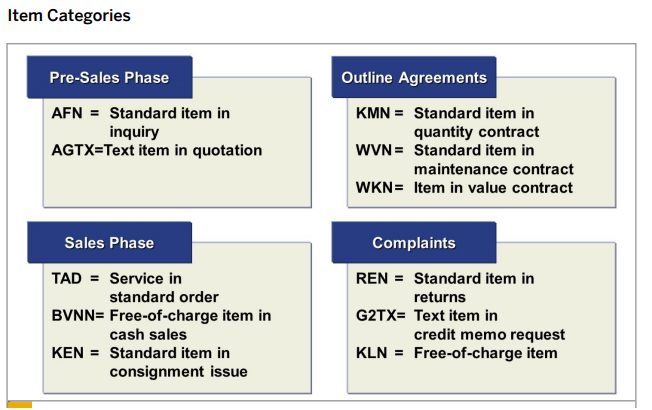 Item Categories
Pre-Sales Phase
AFN = Standard item in
inquiry
AGTX=Text item in quotation
Outline Agreements
KMN = Standard item in
quantity contract
WVN = Standard item in
maintenance contract
WKN= Item in value contract
Sales Phase
TAD = Service in
standard order
BVNN= Free-of-charge item in
cash sales
KEN = Standard item in
consignment issue
Complaints
REN = Standard item in
returns
G2TX= Text item in
credit memo request
KLN = Free-of-charge item